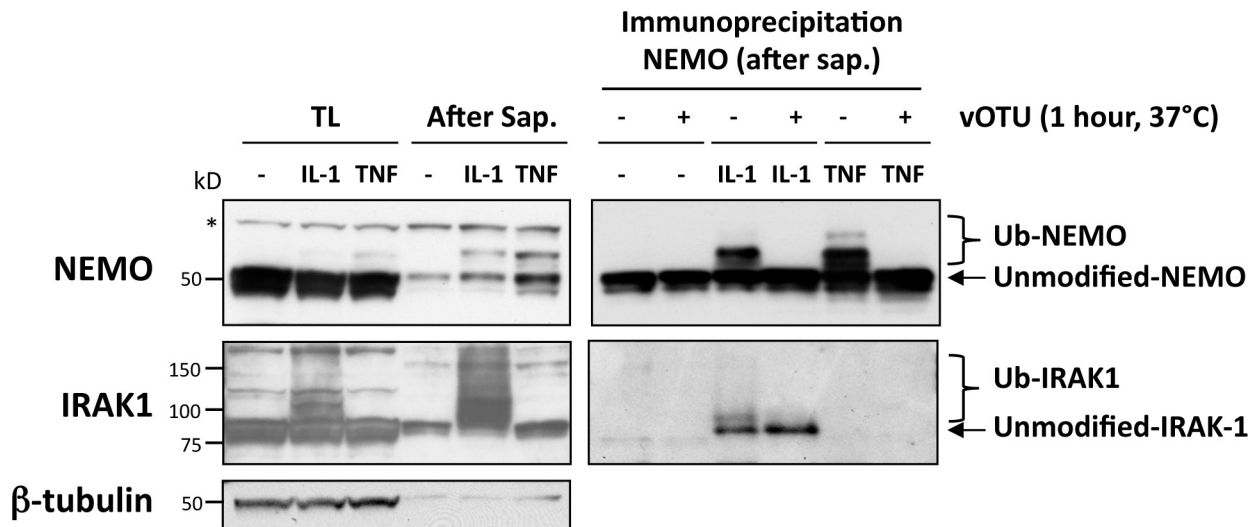 Immunoprecipitation
NEMO (after sap.)
TL After Sap. - + - + - + vOTU (1 hour, 37°C)
kD - IL-1 TNF - IL-1 TNF - - IL-1 IL-1 TNF TNF
*
Ub-NEMO
NEMO 50 Unmodified-NEMO
150
Ub-IRAK1
IRAK1 100
Unmodified-IRAK-1
75
β-tubulin 50